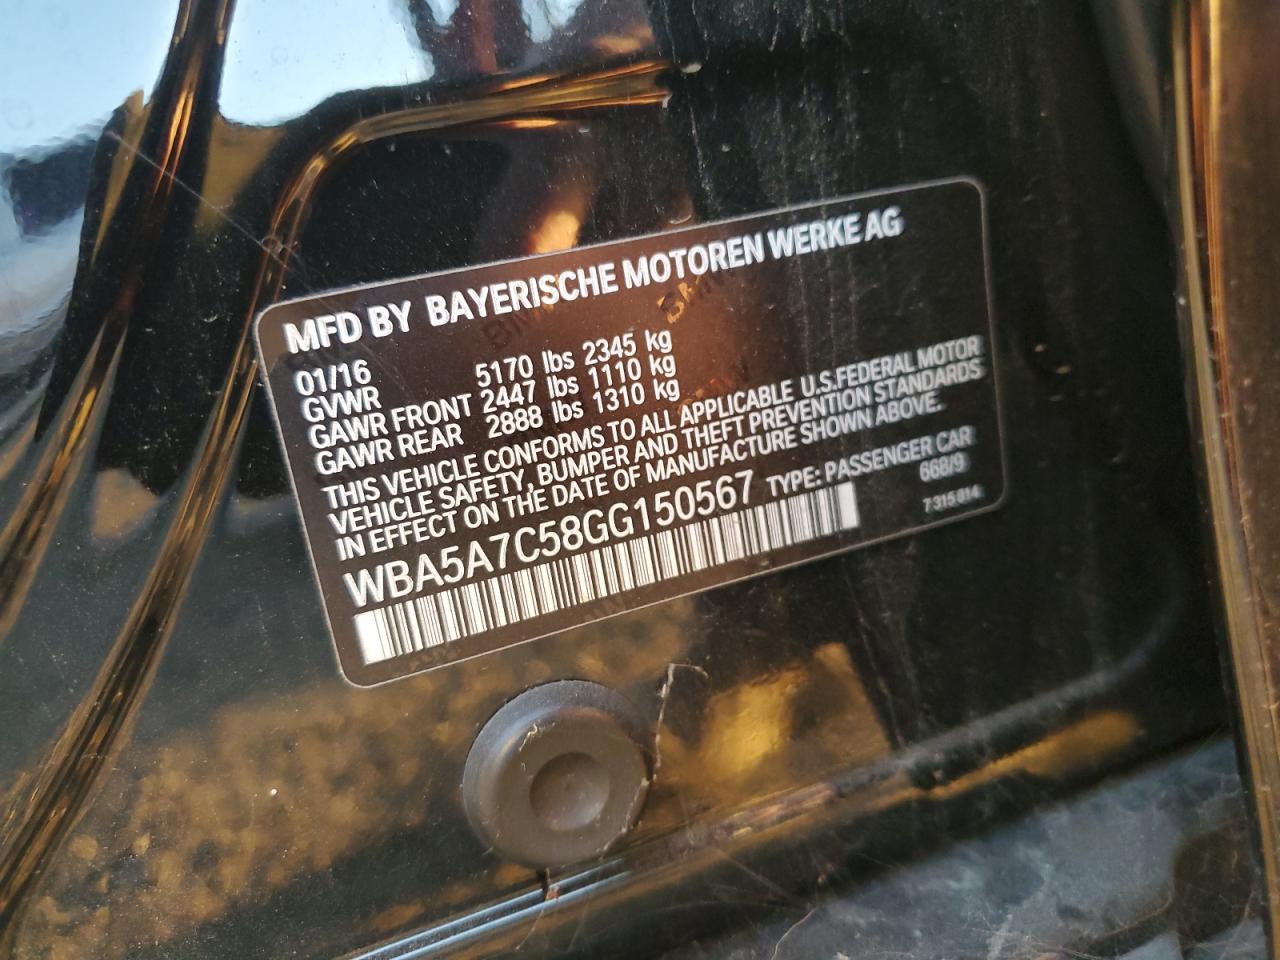 MFD BY BAYERISCHE MOTOREN WERKE AG
01/16
GVWR 5170 lbs 2345 kg
GAWR FRONT 2447 lbs 1110 kg
GAWR REAR 2888 lbs 1310 kg
THIS VEHICLE CONFORMS TO ALL APPLICABLE U.S.FEDERAL MOTOR
VEHICLE SAFETY, BUMPER AND THEFT PREVENTION STANDARDS
IN EFFECT ON THE DATE OF MANUFACTURE SHOWN ABOVE.
WBA5A7C58GG150567 TYPE: PASSENGER CAR
668/9
7 315 814